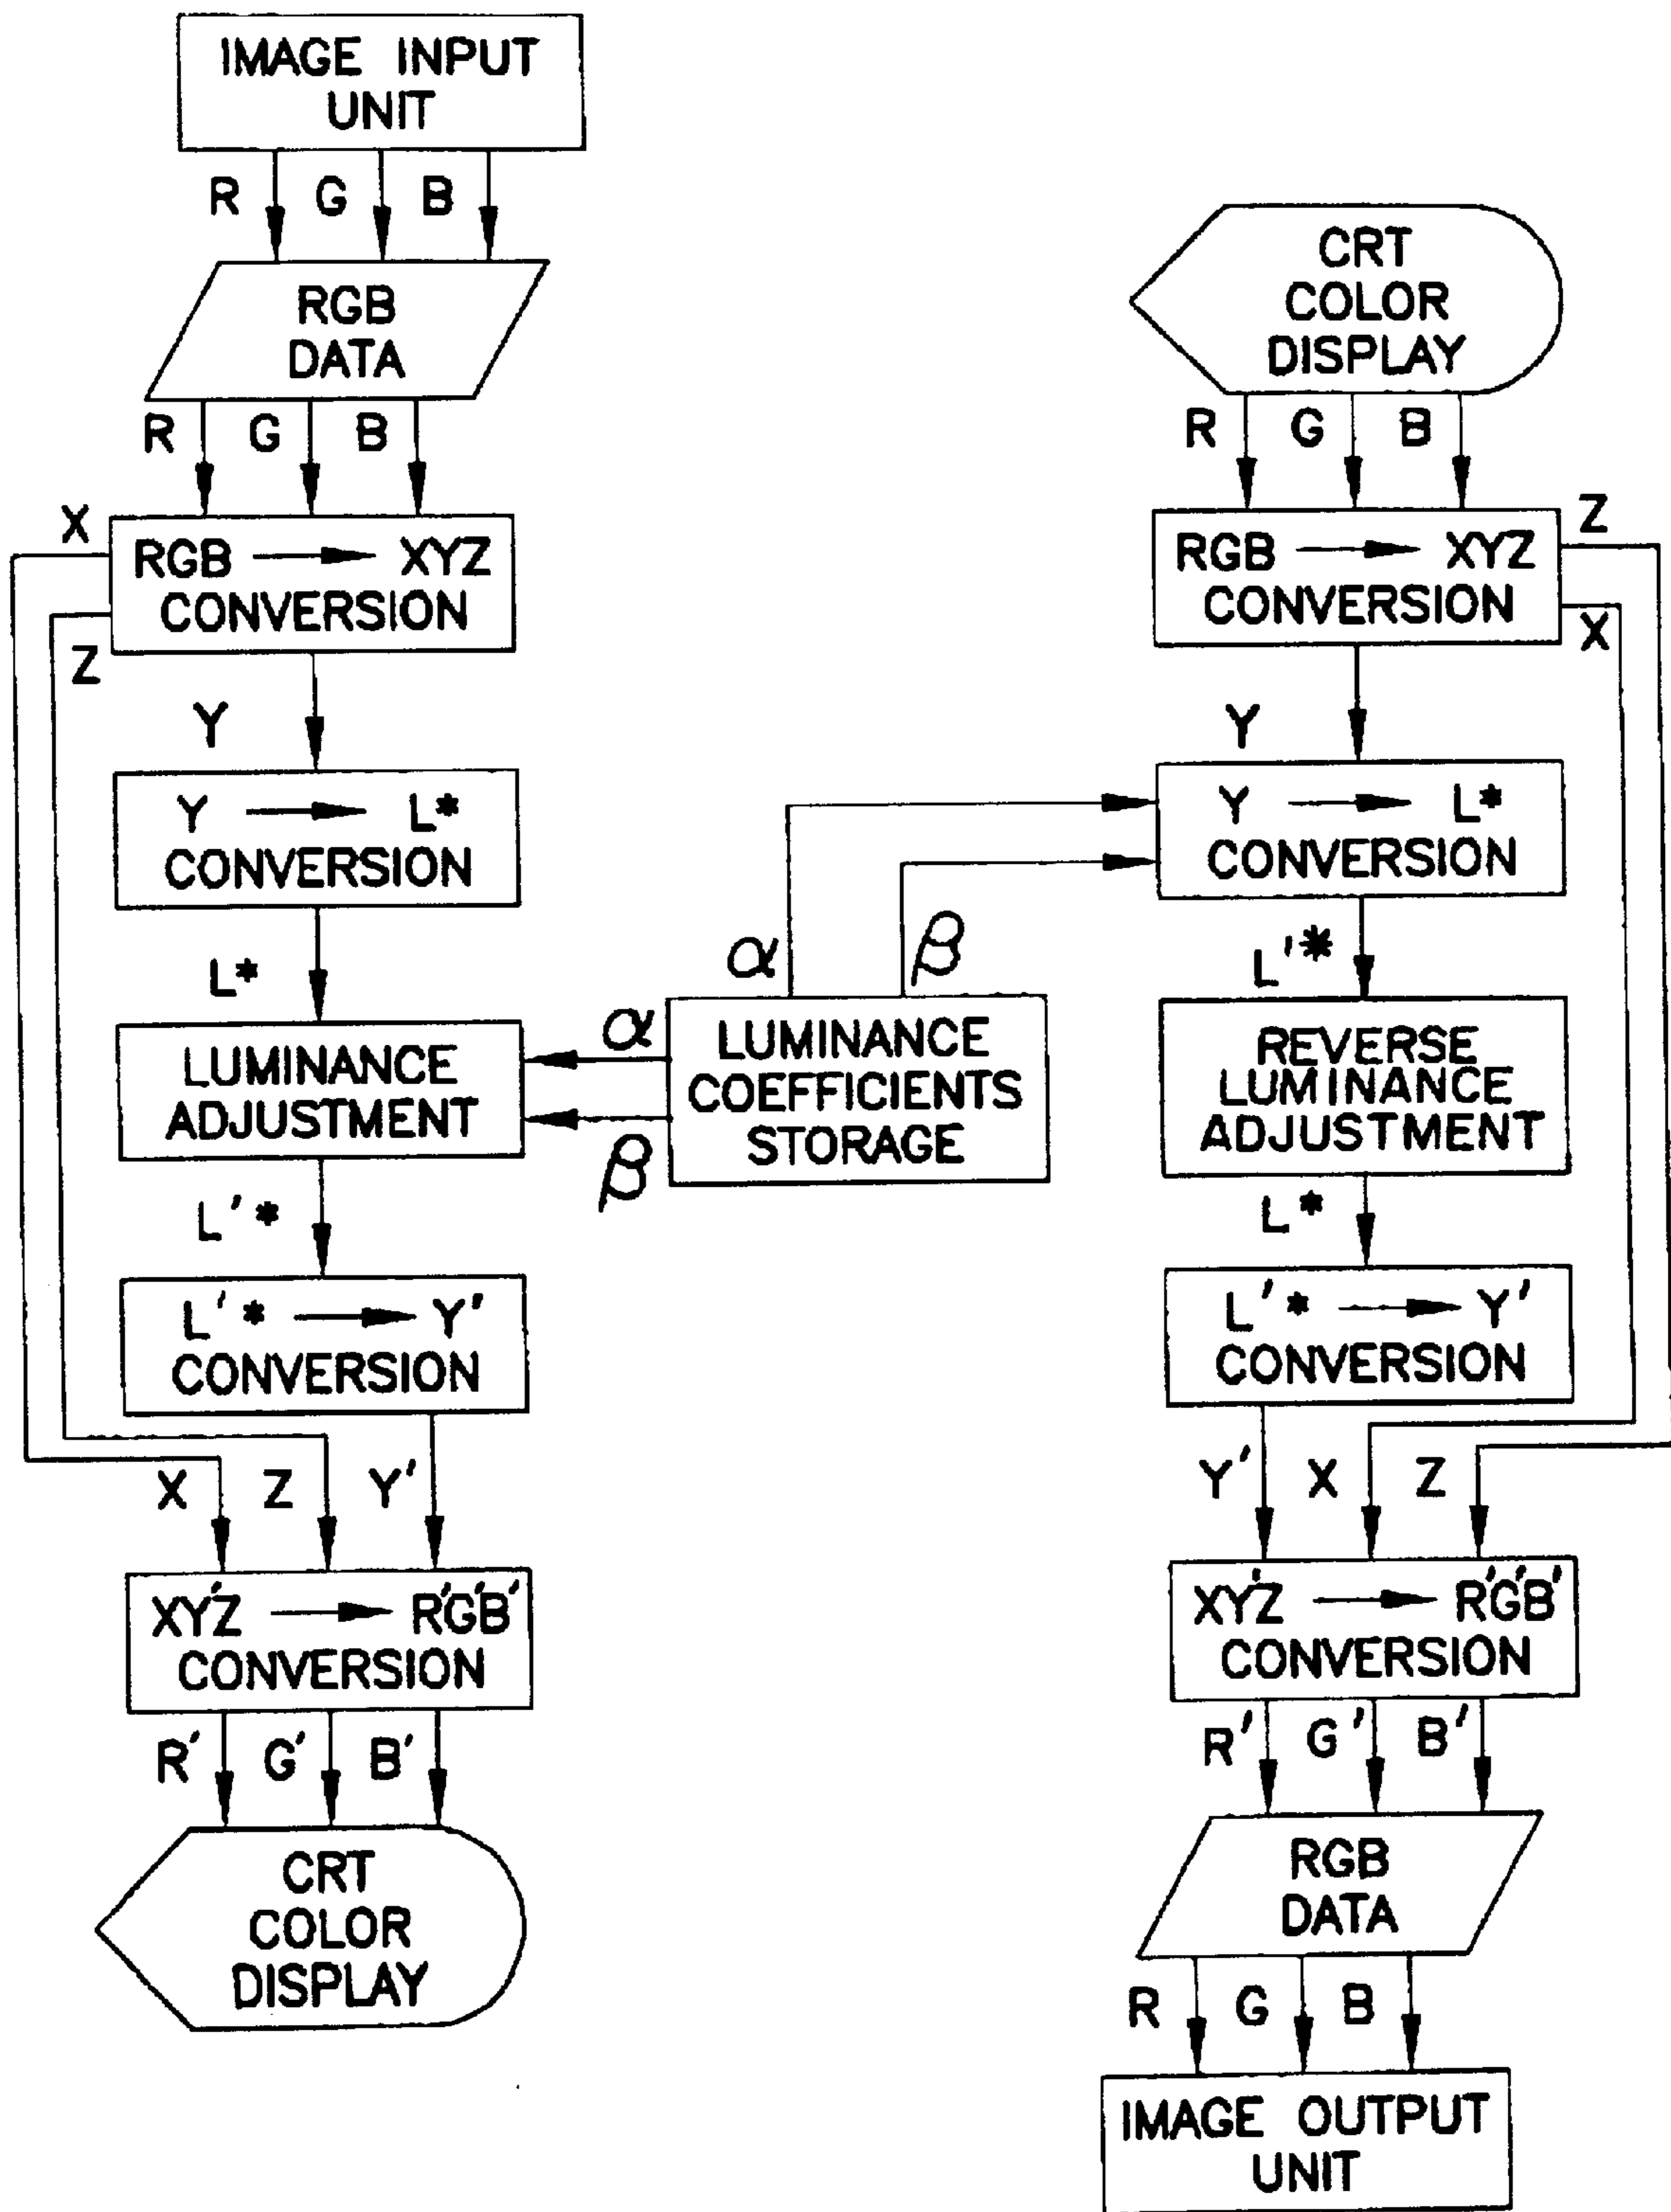 IMAGE INPUT
UNIT
R G B
RGB
DATA
R G B
X
RGB → XYZ
CONVERSION
Z
Y
Y → L*
CONVERSION
L*
LUMINANCE
ADJUSTMENT
L'*
L'* → Y'
CONVERSION
X Z Y'
XY'Z → R'G'B'
CONVERSION
R' G' B'
CRT
COLOR
DISPLAY
α β
α
β
LUMINANCE
COEFFICIENTS
STORAGE
CRT
COLOR
DISPLAY
R G B
Z
RGB → XYZ
CONVERSION
X
Y
Y → L*
CONVERSION
L'*
REVERSE
LUMINANCE
ADJUSTMENT
L*
L'* → Y'
CONVERSION
Y' X Z
XY'Z → R'G'B'
CONVERSION
R' G' B'
RGB
DATA
R G B
IMAGE OUTPUT
UNIT